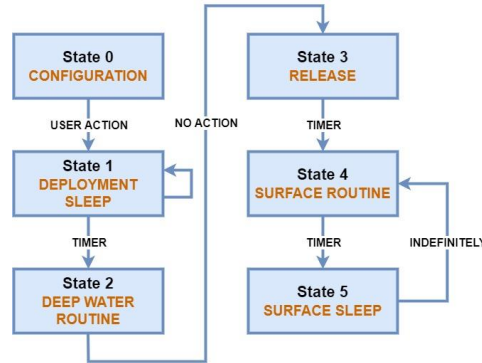 State 0
CONFIGURATION
USER ACTION
State 1
DEPLOYMENT
SLEEP
TIMER
State 2
DEEP WATER
ROUTINE
NO ACTION
State 3
RELEASE
TIMER
State 4
SURFACE ROUTINE
TIMER
INDEFINITELY
State 5
SURFACE SLEEP